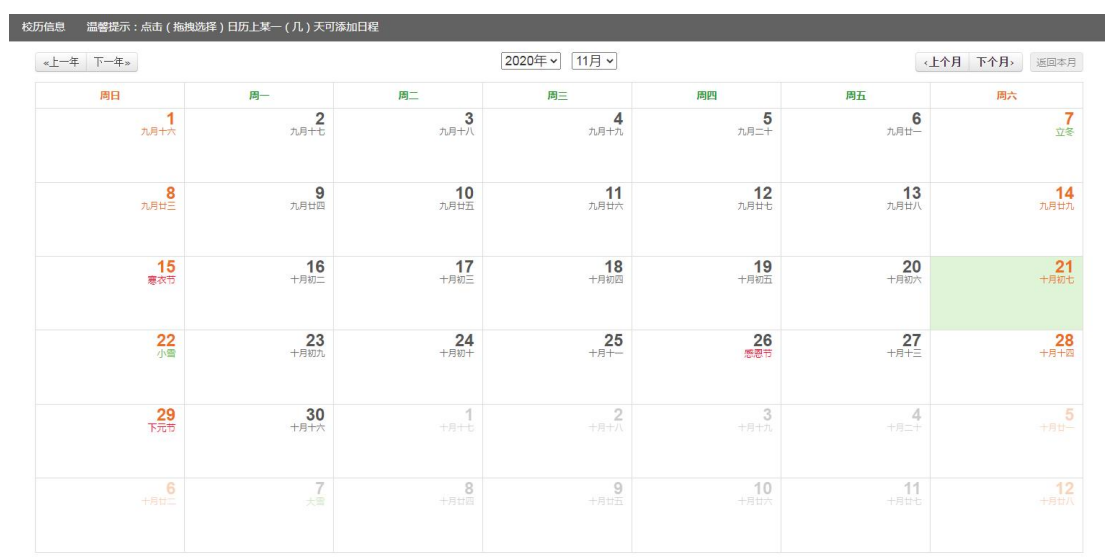 校历信息 温馨提示：点击（拖拽选择）日历上某一（几）天可添加日程
«上一年 下一年» 2020年 11月 ‹上个月 下个月› 返回本月
周日 周一 周二 周三 周四 周五 周六
1 2 3 4 5 6 7
九月十六 九月十七 九月十八 九月十九 九月二十 九月廿一 立冬
8 9 10 11 12 13 14
九月廿三 九月廿四 九月廿五 九月廿六 九月廿七 九月廿八 九月廿九
15 16 17 18 19 20 21
寒衣节 十月初二 十月初三 十月初四 十月初五 十月初六 十月初七
22 23 24 25 26 27 28
小雪 十月初九 十月初十 十月十一 感恩节 十月十三 十月十四
29 30 1 2 3 4 5
下元节 十月十六 十月十七 十月十八 十月十九 十月二十 十月廿一
6 7 8 9 10 11 12
十月廿二 大雪 十月廿四 十月廿五 十月廿六 十月廿七 十月廿八